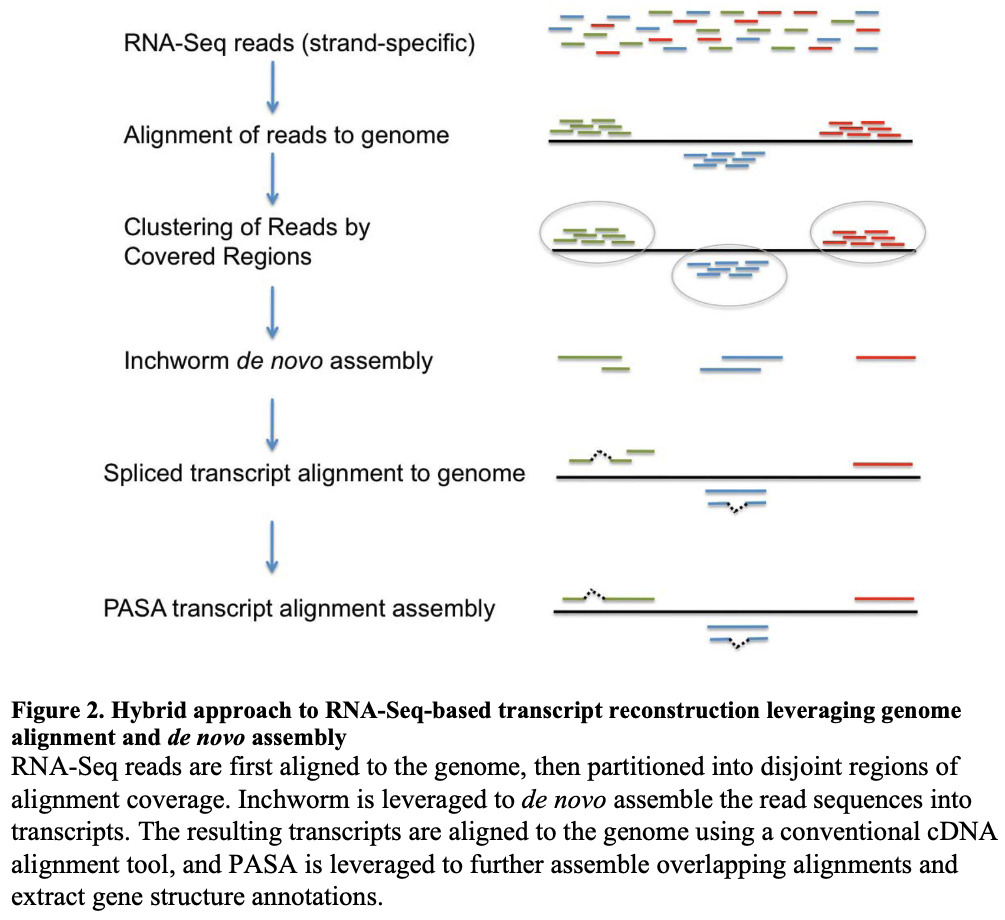 RNA-Seq reads (strand-specific)
Alignment of reads to genome
Clustering of Reads by
Covered Regions
Inchworm de novo assembly
Spliced transcript alignment to genome
PASA transcript alignment assembly
Figure 2. Hybrid approach to RNA-Seq-based transcript reconstruction leveraging genome
alignment and de novo assembly
RNA-Seq reads are first aligned to the genome, then partitioned into disjoint regions of
alignment coverage. Inchworm is leveraged to de novo assemble the read sequences into
transcripts. The resulting transcripts are aligned to the genome using a conventional cDNA
alignment tool, and PASA is leveraged to further assemble overlapping alignments and
extract gene structure annotations.